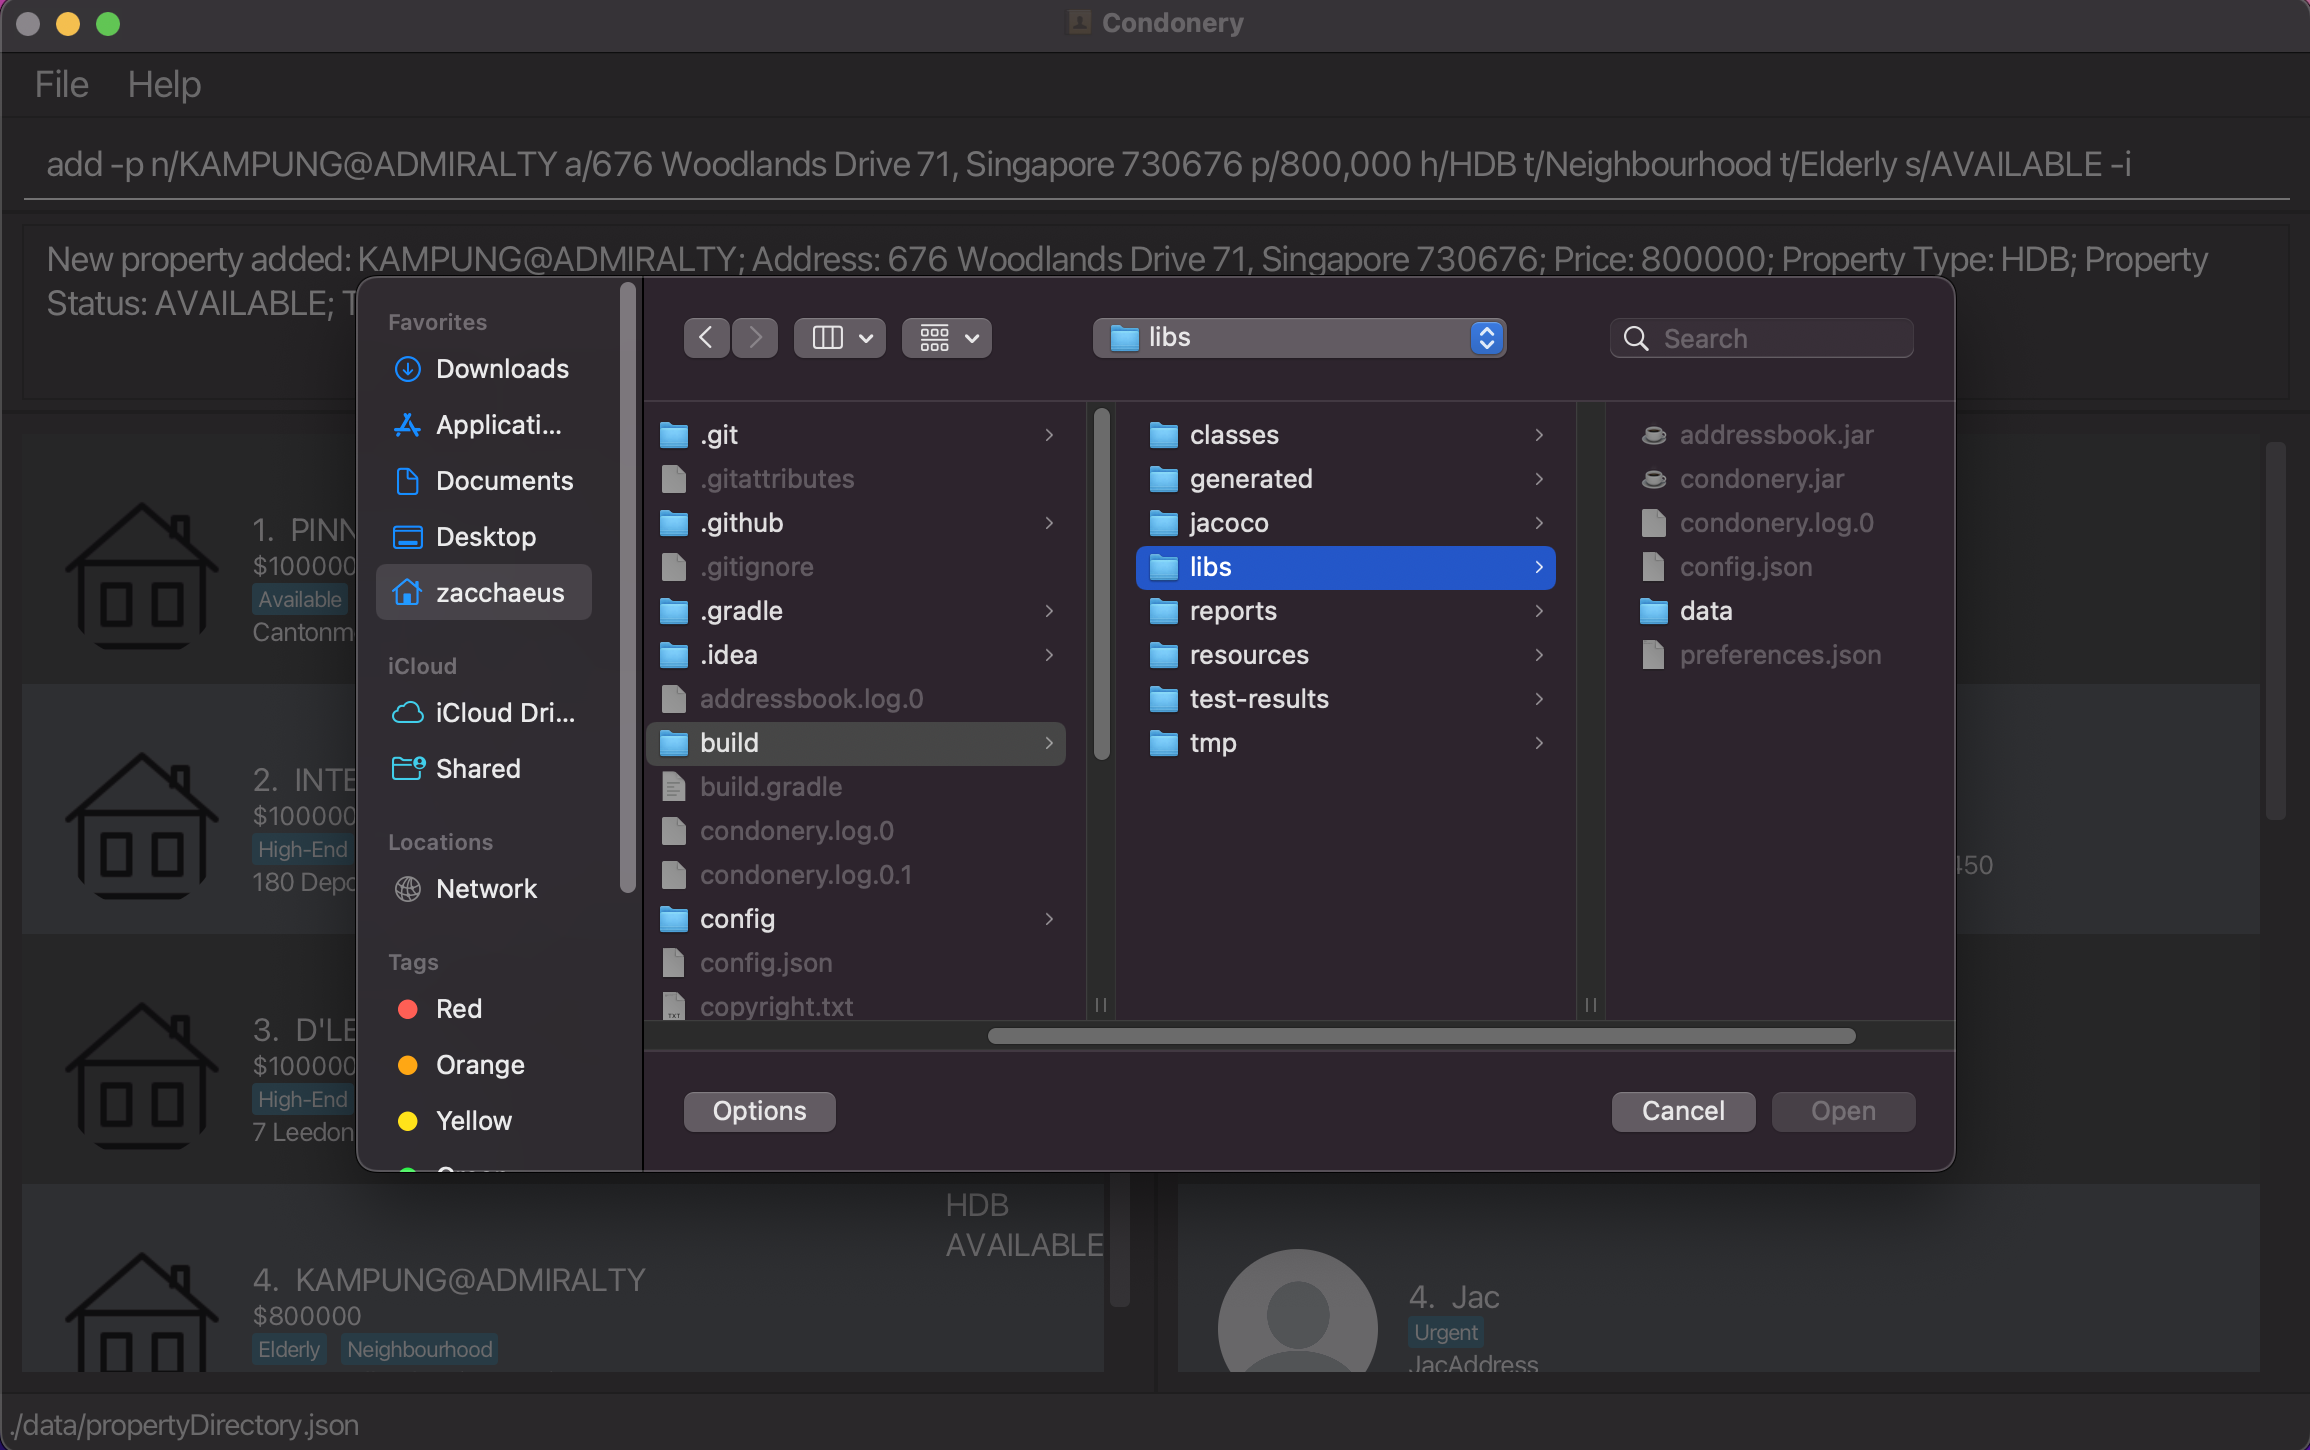 Condonery
File Help
add -p n/KAMPUNG@ADMIRALTY a/676 Woodlands Drive 71, Singapore 730676 p/800,000 h/HDB t/Neighbourhood t/Elderly s/AVAILABLE -i
New property added: KAMPUNG@ADMIRALTY; Address: 676 Woodlands Drive 71, Singapore 730676; Price: 800000; Property Type: HDB; Property
Status: AVAILABLE; T
Favorites
Downloads
Applicati...
Documents
Desktop
zacchaeus
iCloud
iCloud Dri...
Shared
Locations
Network
Tags
Red
Orange
Yellow
libs
Search
.git
.gitattributes
.github
.gitignore
.gradle
.idea
addressbook.log.0
build
build.gradle
condonery.log.0
condonery.log.0.1
config
config.json
copyright.txt
classes
generated
jacoco
libs
reports
resources
test-results
tmp
addressbook.jar
condonery.jar
condonery.log.0
config.json
data
preferences.json
Options
Cancel
Open
1. PINN
$100000
Available
Cantonm
2. INTE
$100000
High-End
180 Depo
3. D'LE
$100000
High-End
7 Leedon
HDB
AVAILABLE
4. KAMPUNG@ADMIRALTY
$800000
Elderly Neighbourhood
450
4. Jac
Urgent
JacAddress
./data/propertyDirectory.json